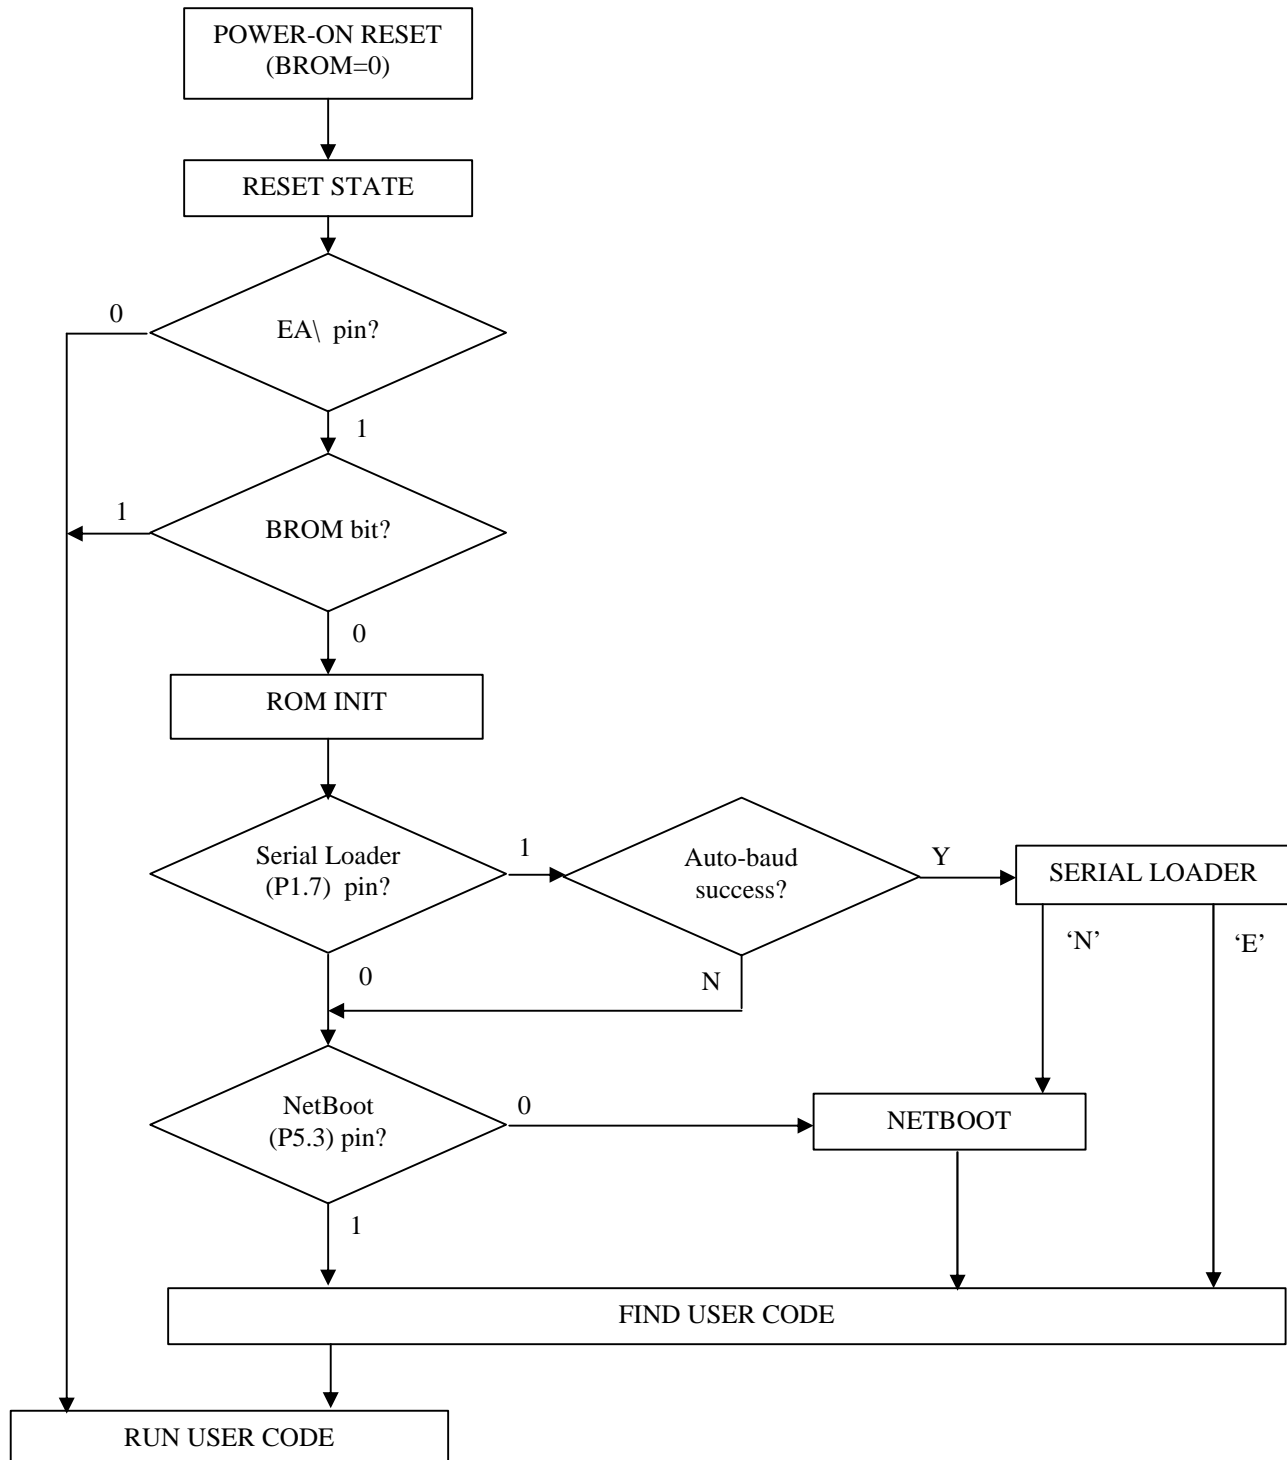 POWER-ON RESET
(BROM=0)
RESET STATE
0
EA\ pin?
1
1
BROM bit?
0
ROM INIT
Serial Loader
(P1.7) pin?
1
Auto-baud
success?
Y
SERIAL LOADER
0
N
‘N’
‘E’
NetBoot
(P5.3) pin?
0
NETBOOT
1
FIND USER CODE
RUN USER CODE